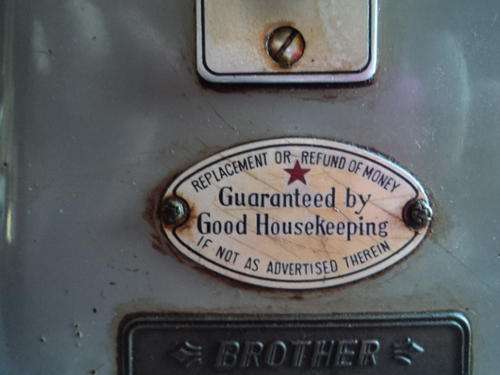 REPLACEMENT OR REFUND OF MONEY
Guaranteed by
Good Housekeeping
IF NOT AS ADVERTISED THEREIN
BROTHER